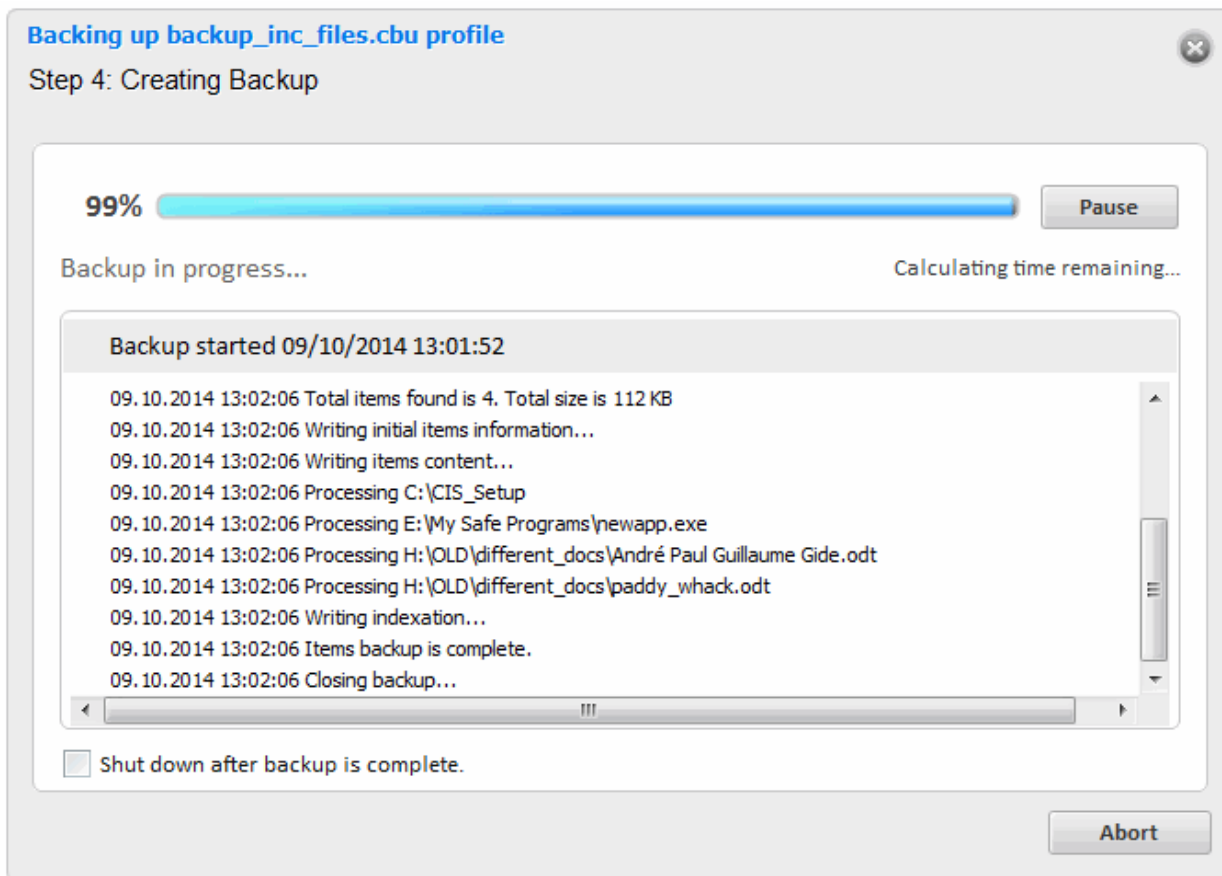 Backing up backup_inc_files.cbu profile
Step 4: Creating Backup
99%
Pause
Backup in progress...
Calculating time remaining...
Backup started 09/10/2014 13:01:52
09.10.2014 13:02:06 Total items found is 4. Total size is 112 KB
09.10.2014 13:02:06 Writing initial items information...
09.10.2014 13:02:06 Writing items content...
09.10.2014 13:02:06 Processing C:\CIS_Setup
09.10.2014 13:02:06 Processing E:\My Safe Programs\newapp.exe
09.10.2014 13:02:06 Processing H:\OLD\different_docs\André Paul Guillaume Gide.odt
09.10.2014 13:02:06 Processing H:\OLD\different_docs\paddy_whack.odt
09.10.2014 13:02:06 Writing indexation...
09.10.2014 13:02:06 Items backup is complete.
09.10.2014 13:02:06 Closing backup...
Shut down after backup is complete.
Abort